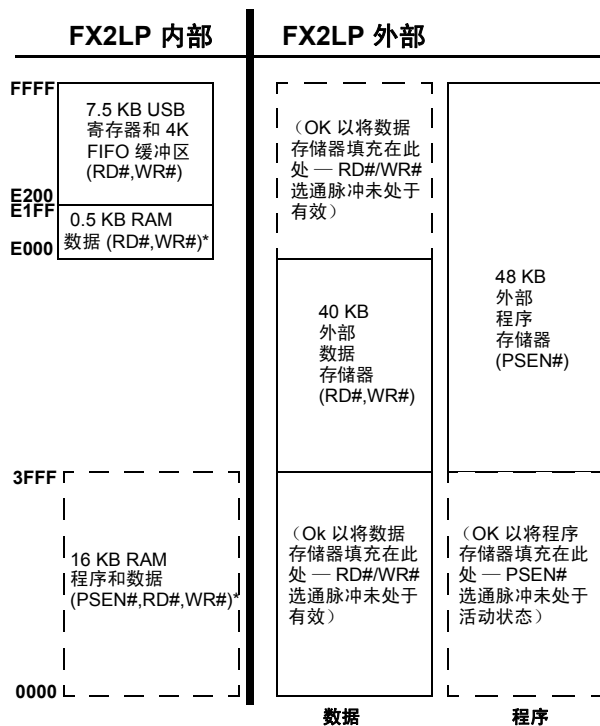 FX2LP 内部
FX2LP 外部
FFFF
7.5 KB USB
寄存器和 4K
FIFO 缓冲区
(RD#,WR#)
E200
E1FF
0.5 KB RAM
数据 (RD#,WR#)*
E000
（OK 以将数据
存储器填充在此
处 — RD#/WR#
选通脉冲未处于
有效）
40 KB
外部
数据
存储器
(RD#,WR#)
48 KB
外部
程序
存储器
(PSEN#)
3FFF
16 KB RAM
程序和数据
(PSEN#,RD#,WR#)*
（Ok 以将数据
存储器填充在此
处 — RD#/WR#
选通脉冲未处于
有效）
（OK 以将程序
存储器填充在此
处 — PSEN#
选通脉冲未处于
活动状态）
0000
数据
程序